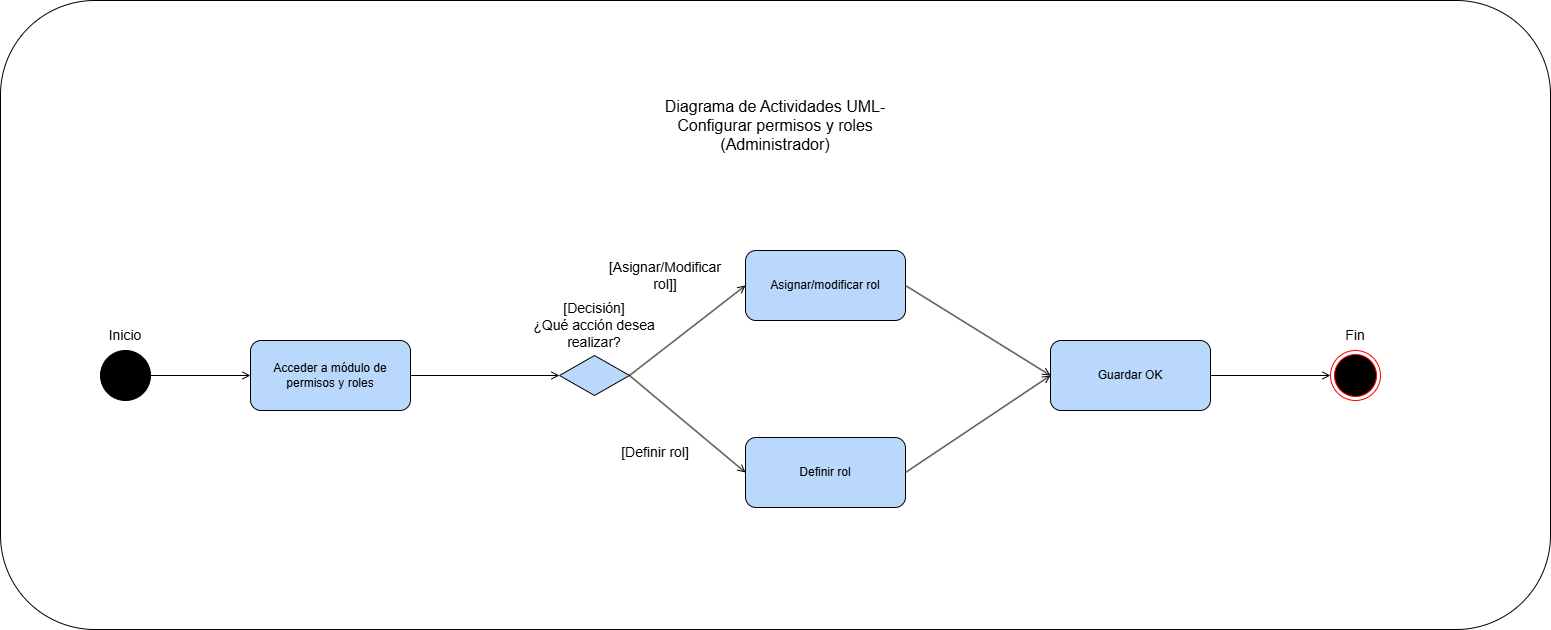 Diagrama de Actividades UML-
Configurar permisos y roles
(Administrador)
Inicio
Acceder a módulo de
permisos y roles
[Decisión]
¿Qué acción desea
realizar?
[Asignar/Modificar
rol]]
Asignar/modificar rol
[Definir rol]
Definir rol
Guardar OK
Fin